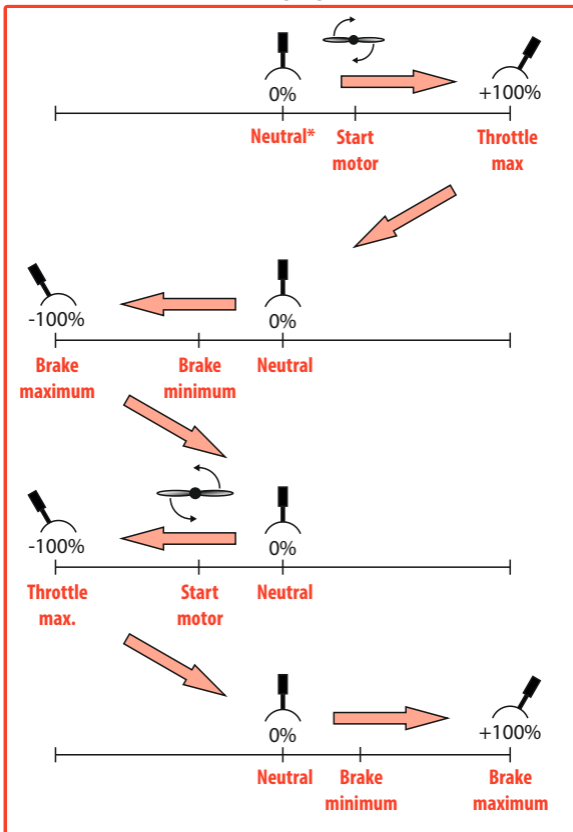 0%
+100%
Neutral*
Start
motor
Throttle
max
-100%
0%
Brake
maximum
Brake
minimum
Neutral
-100%
0%
Throttle
max.
Start
motor
Neutral
0%
+100%
Neutral
Brake
minimum
Brake
maximum